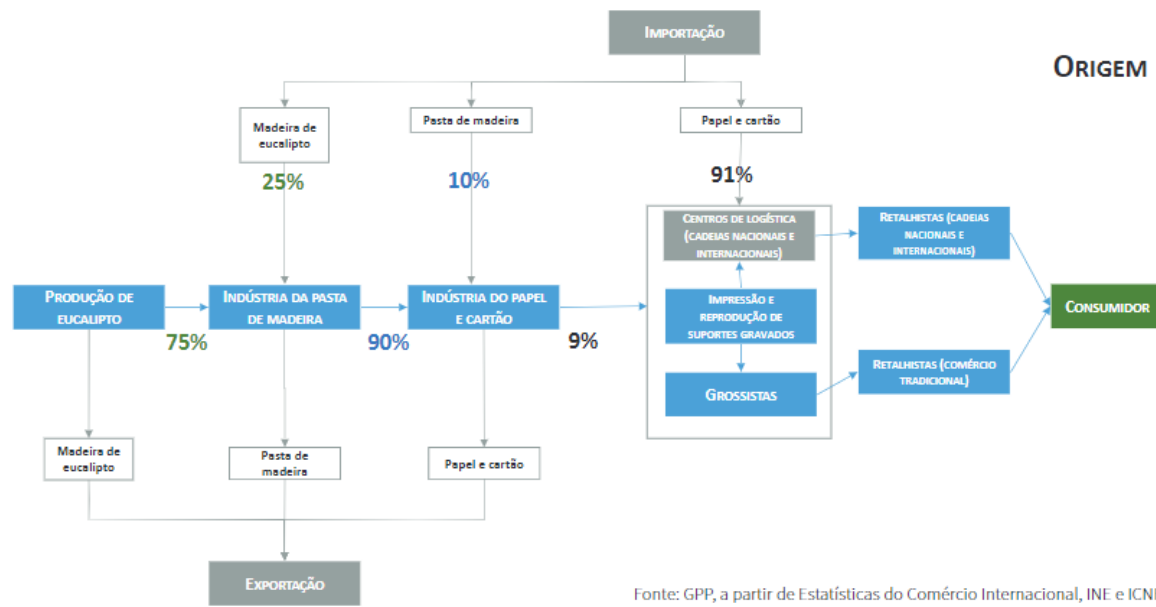 IMPORTAÇÃO
ORIGEM
Madeira de
eucalipto
Pasta de madeira
Papel e cartão
25%
10%
91%
CENTROS DE LOGÍSTICA
(CADEIAS NACIONAIS E
INTERNACIONAIS)
RETALHISTAS (CADEIAS
NACIONAIS E
INTERNACIONAIS)
PRODUÇÃO DE
EUCALIPTO
INDÚSTRIA DA PASTA
DE MADEIRA
INDÚSTRIA DO PAPEL
E CARTÃO
IMPRESSÃO E
REPRODUÇÃO DE
SUPORTES GRAVADOS
CONSUMIDOR
75%
90%
9%
GROSSISTAS
RETALHISTAS (COMÉRCIO
TRADICIONAL)
Madeira de
eucalipto
Pasta de
madeira
Papel e cartão
EXPORTAÇÃO
Fonte: GPP, a partir de Estatísticas do Comércio Internacional, INE e